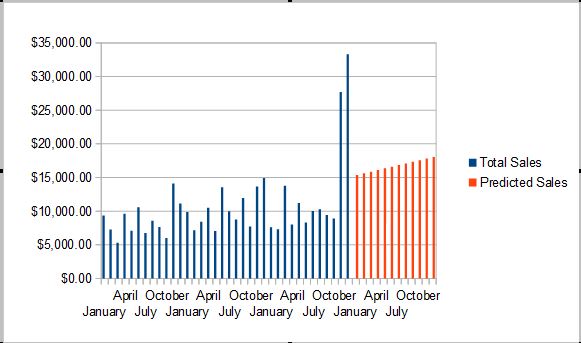 $35,000.00
$30,000.00
$25,000.00
$20,000.00
$15,000.00
$10,000.00
$5,000.00
$0.00
Total Sales
Predicted Sales
April October April October April October April October
January July January July January July January July